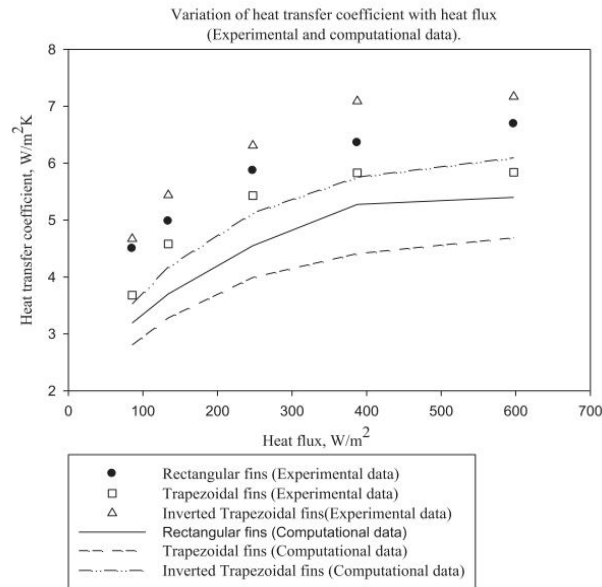 Variation of heat transfer coefficient with heat flux
(Experimental and computational data).
Heat transfer coefficient, W/m²K
8
7
6
5
4
3
2
0 100 200 300 400 500 600 700
Heat flux, W/m²
Rectangular fins (Experimental data)
Trapezoidal fins (Experimental data)
Inverted Trapezoidal fins(Experimental data)
Rectangular fins (Computational data)
Trapezoidal fins (Computational data)
Inverted Trapezoidal fins (Computational data)